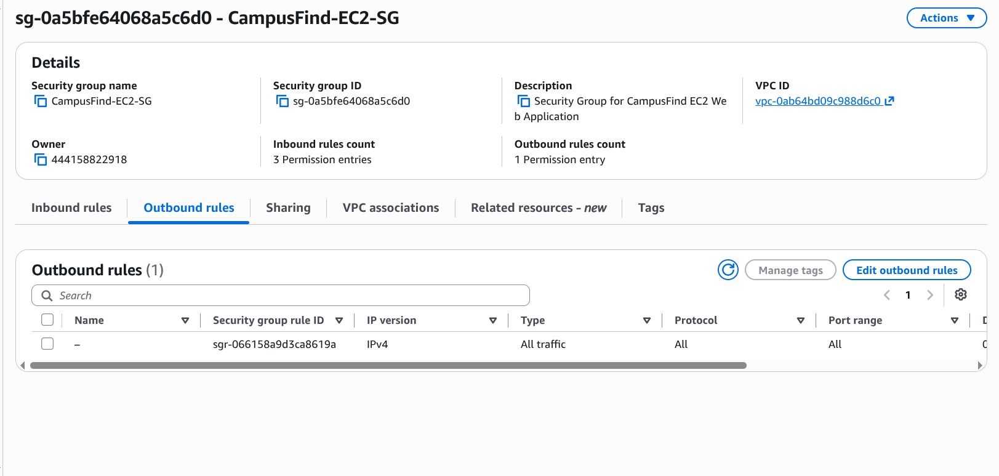 sg-0a5bfe64068a5c6d0 - CampusFind-EC2-SG
Actions
Details
Security group name
CampusFind-EC2-SG
Security group ID
sg-0a5bfe64068a5c6d0
Description
Security Group for CampusFind EC2 We
b Application
VPC ID
vpc-0ab64bd09c988d6c0
Owner
444158822918
Inbound rules count
3 Permission entries
Outbound rules count
1 Permission entry
Inbound rules
Outbound rules
Sharing
VPC associations
Related resources - new
Tags
Outbound rules (1)
Manage tags
Edit outbound rules
Search
1
Name
Security group rule ID
IP version
Type
Protocol
Port range
–
sgr-066158a9d3ca8619a
IPv4
All traffic
All
All